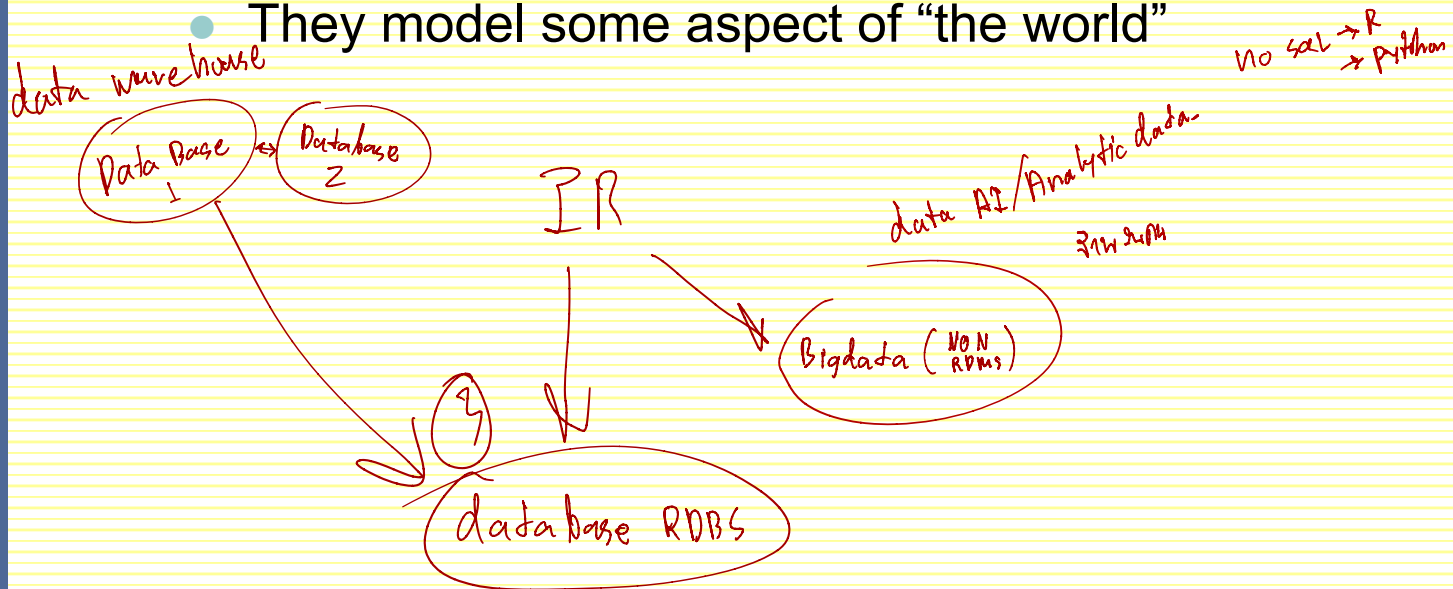 They model some aspect of “the world”
no sql → R
→ python
data warehouse
Data Base
1
↔
Database
2
IR
data AI/Analytic data
Bigdata (NON
RDMS)
3
database RDBS